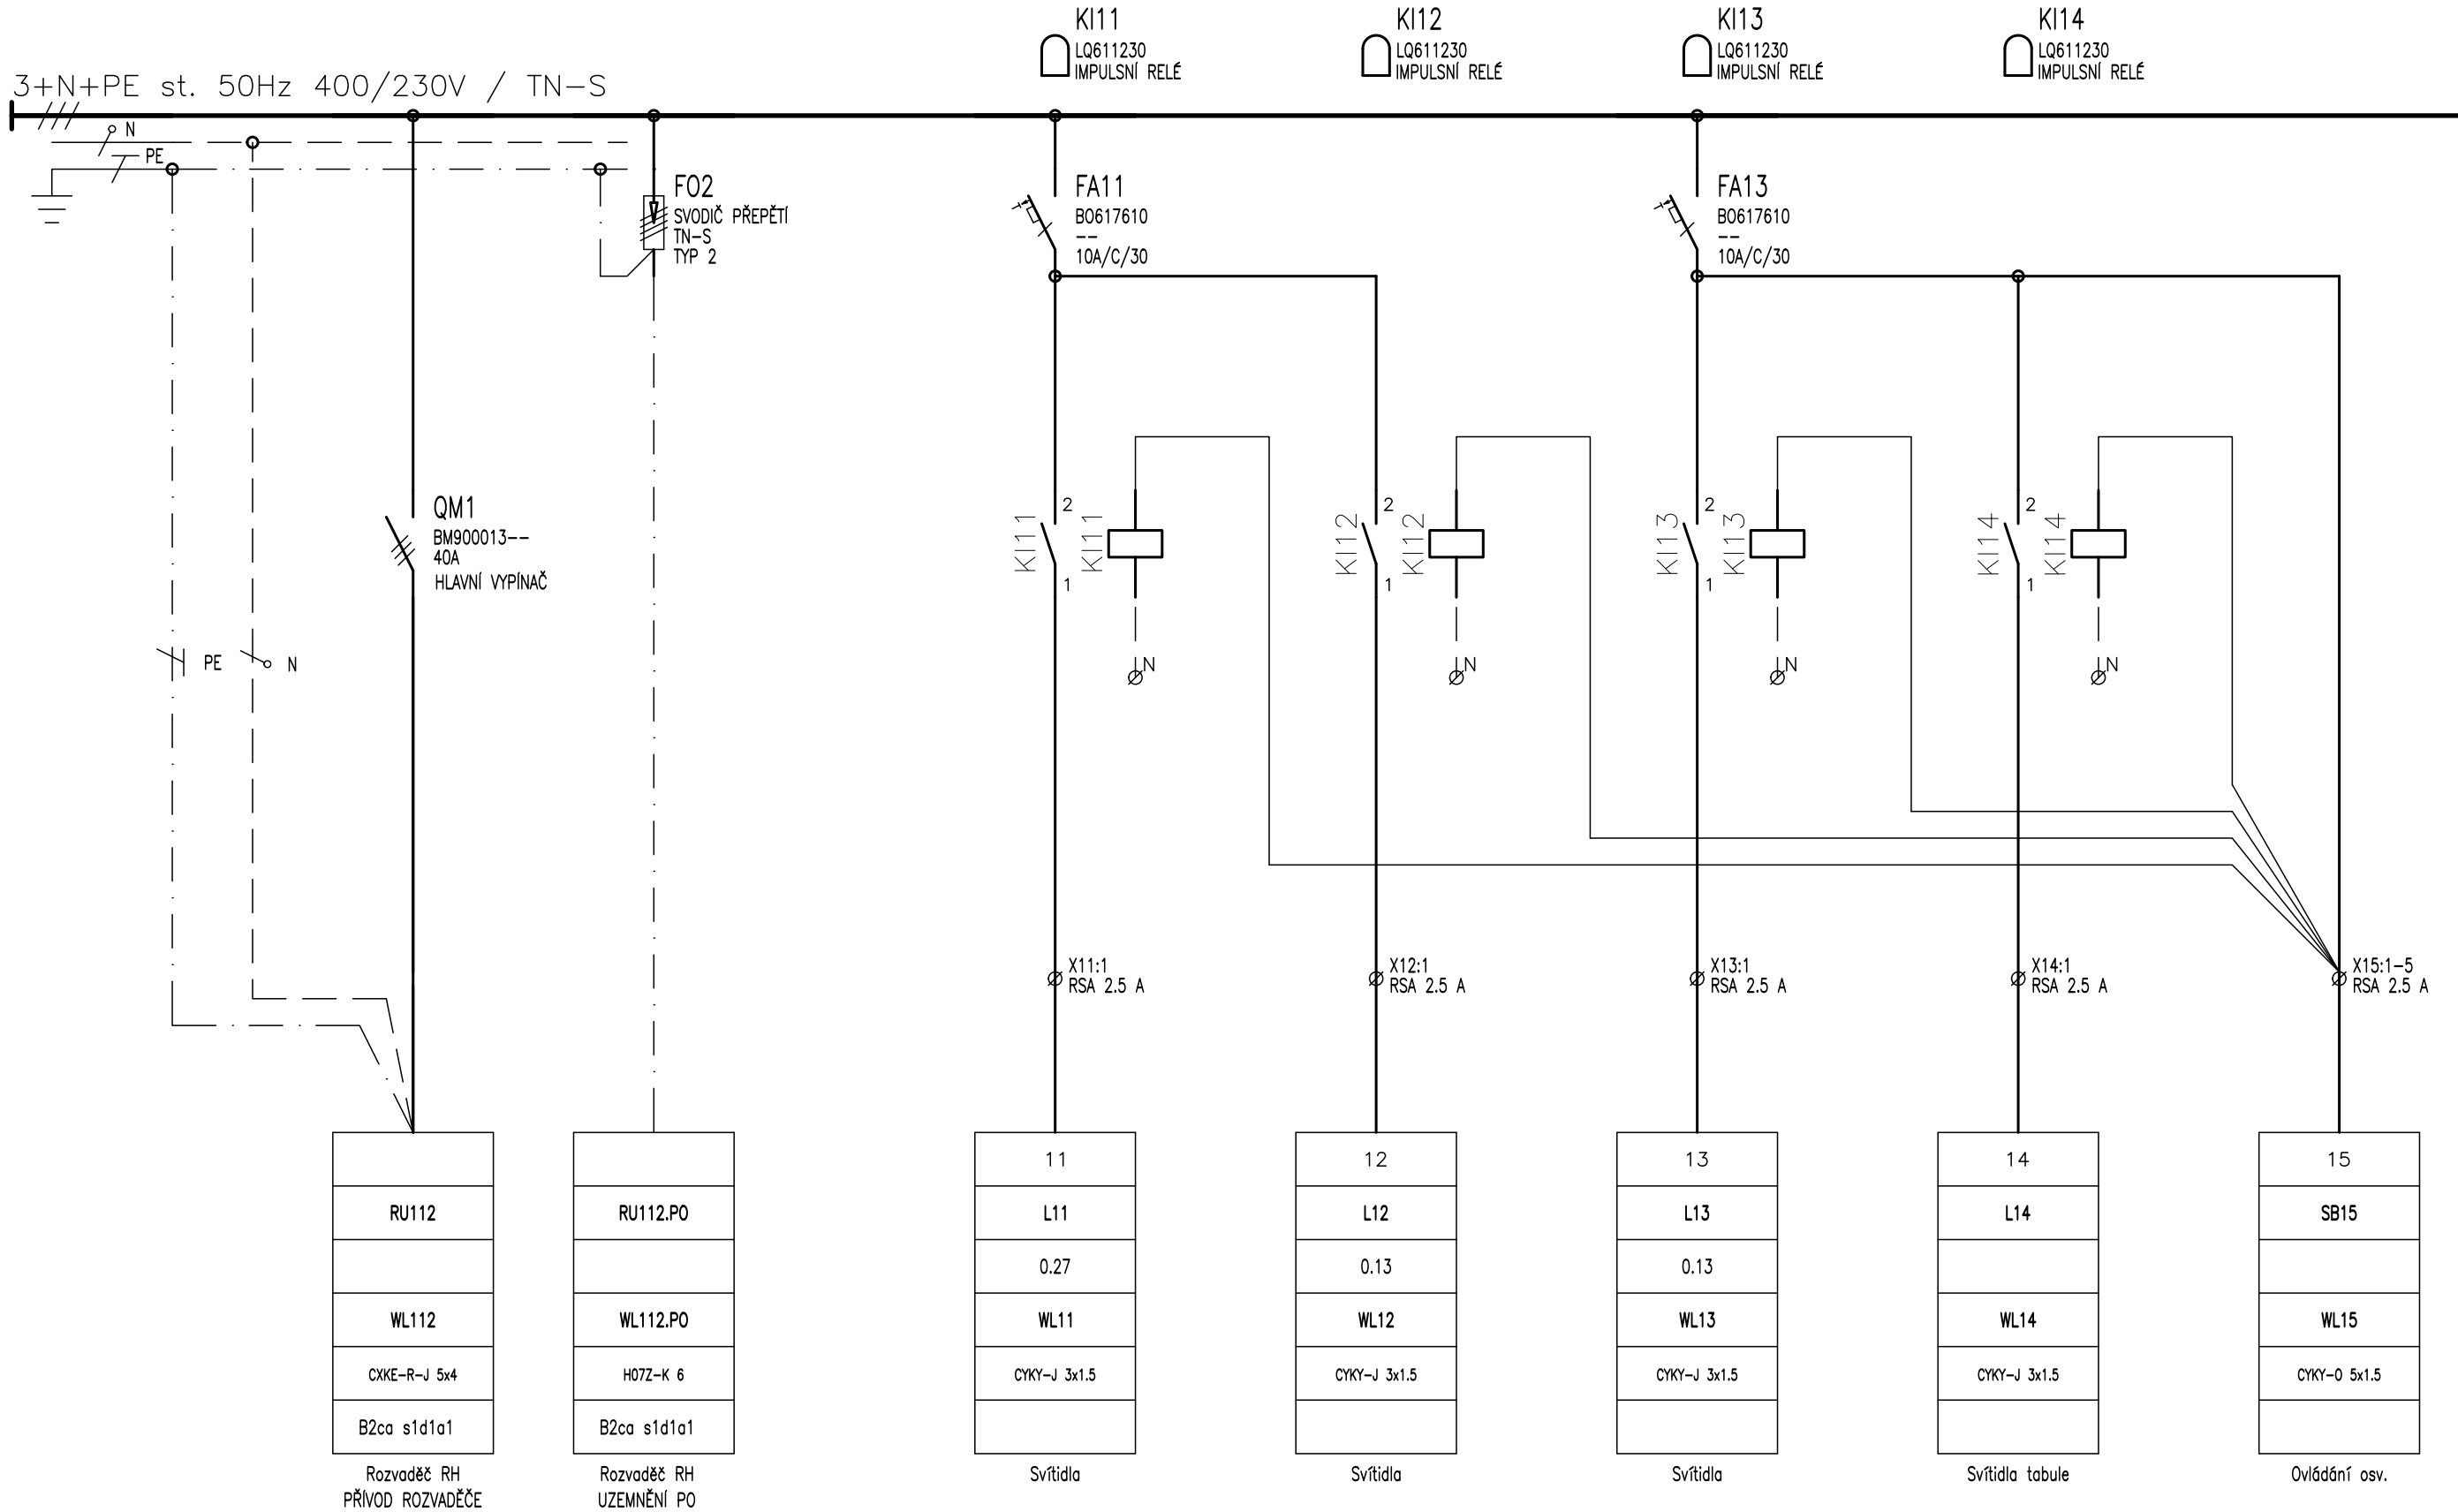 KI11
LQ611230
IMPULSNÍ RELÉ
KI12
LQ611230
IMPULSNÍ RELÉ
KI13
LQ611230
IMPULSNÍ RELÉ
KI14
LQ611230
IMPULSNÍ RELÉ
3+N+PE st. 50Hz 400/230V / TN-S
N
PE
FO2
SVODIČ PŘEPĚTÍ
TN-S
TYP 2
FA11
BO617610
--
10A/C/30
FA13
BO617610
--
10A/C/30
QM1
BM900013--
40A
HLAVNÍ VYPÍNAČ
PE
N
KI11
2
1
KI11
N
KI12
2
1
KI12
N
KI13
2
1
KI13
N
KI14
2
1
KI14
N
X11:1
RSA 2.5 A
X12:1
RSA 2.5 A
X13:1
RSA 2.5 A
X14:1
RSA 2.5 A
X15:1-5
RSA 2.5 A
RU112
WL112
CXKE-R-J 5x4
B2ca s1d1a1
Rozvaděč RH
PŘÍVOD ROZVADĚČE
RU112.PO
WL112.PO
H07Z-K 6
B2ca s1d1a1
Rozvaděč RH
UZEMNĚNÍ PO
11
L11
0.27
WL11
CYKY-J 3x1.5
Svítidla
12
L12
0.13
WL12
CYKY-J 3x1.5
Svítidla
13
L13
0.13
WL13
CYKY-J 3x1.5
Svítidla
14
L14
WL14
CYKY-J 3x1.5
Svítidla tabule
15
SB15
WL15
CYKY-O 5x1.5
Ovládání osv.